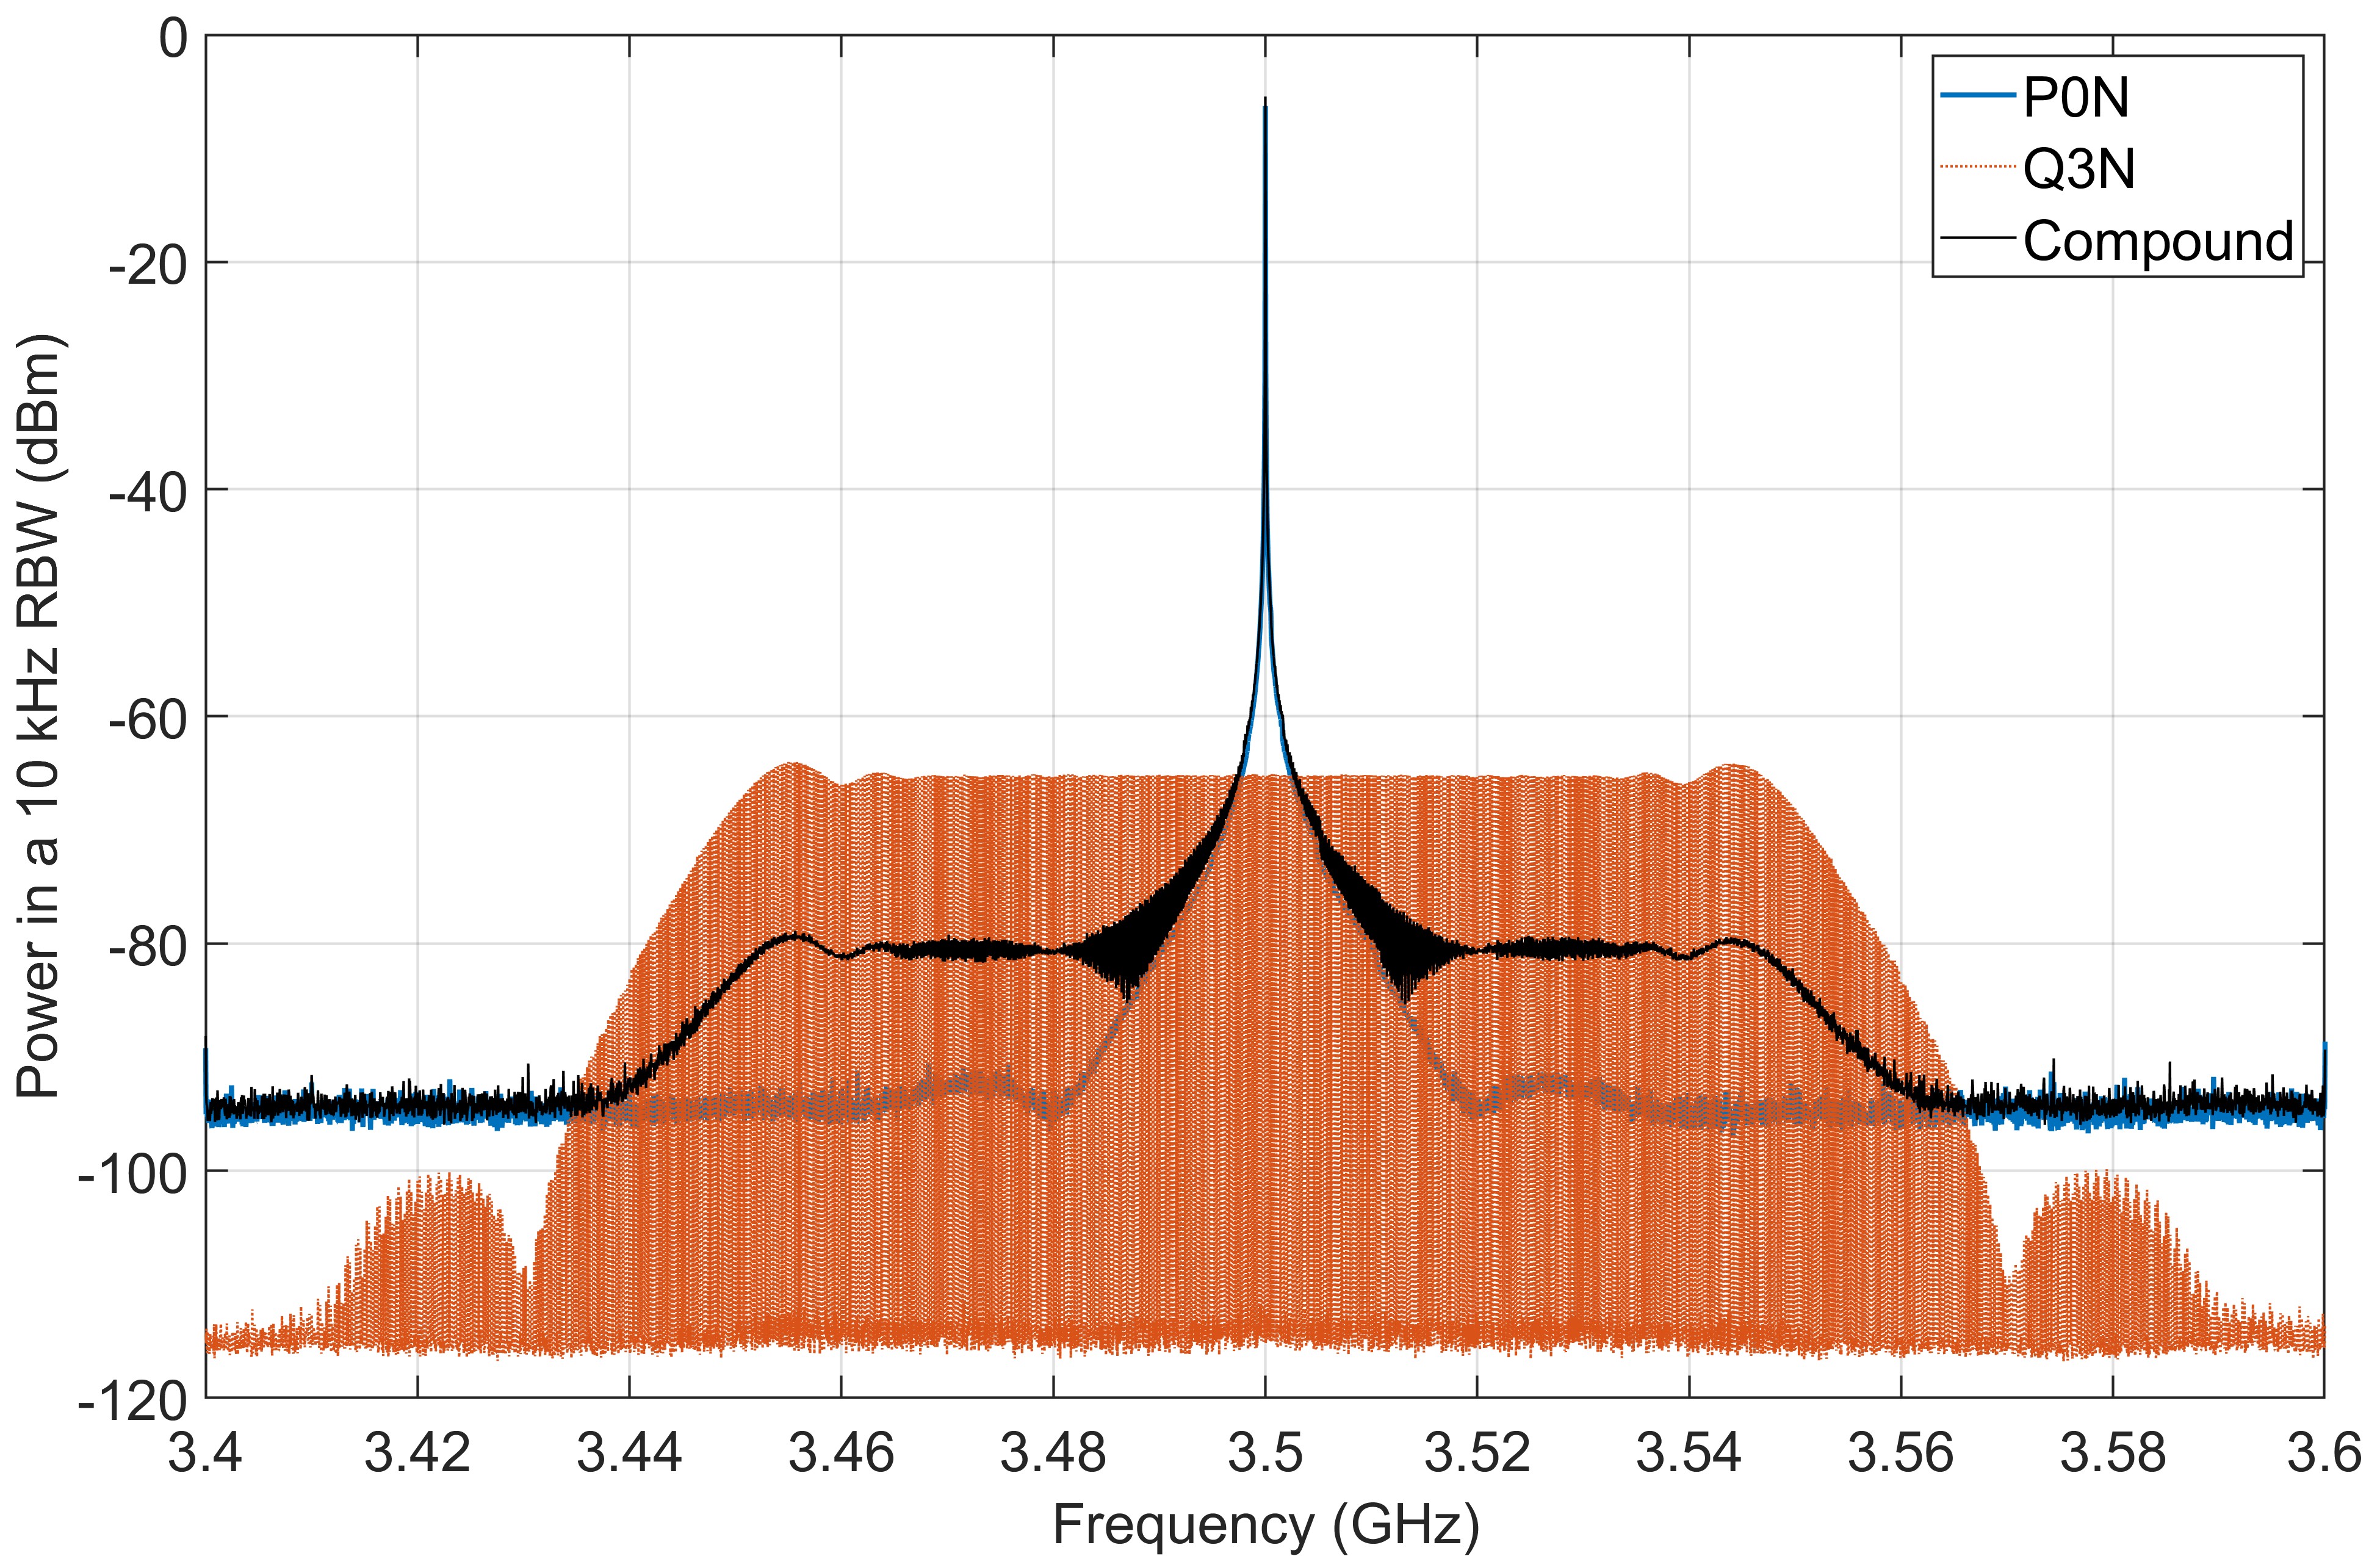 0
-20
-40
-60
-80
-100
-120
Power in a 10 kHz RBW (dBm)
P0N
Q3N
Compound
3.4 3.42 3.44 3.46 3.48 3.5 3.52 3.54 3.56 3.58 3.6
Frequency (GHz)